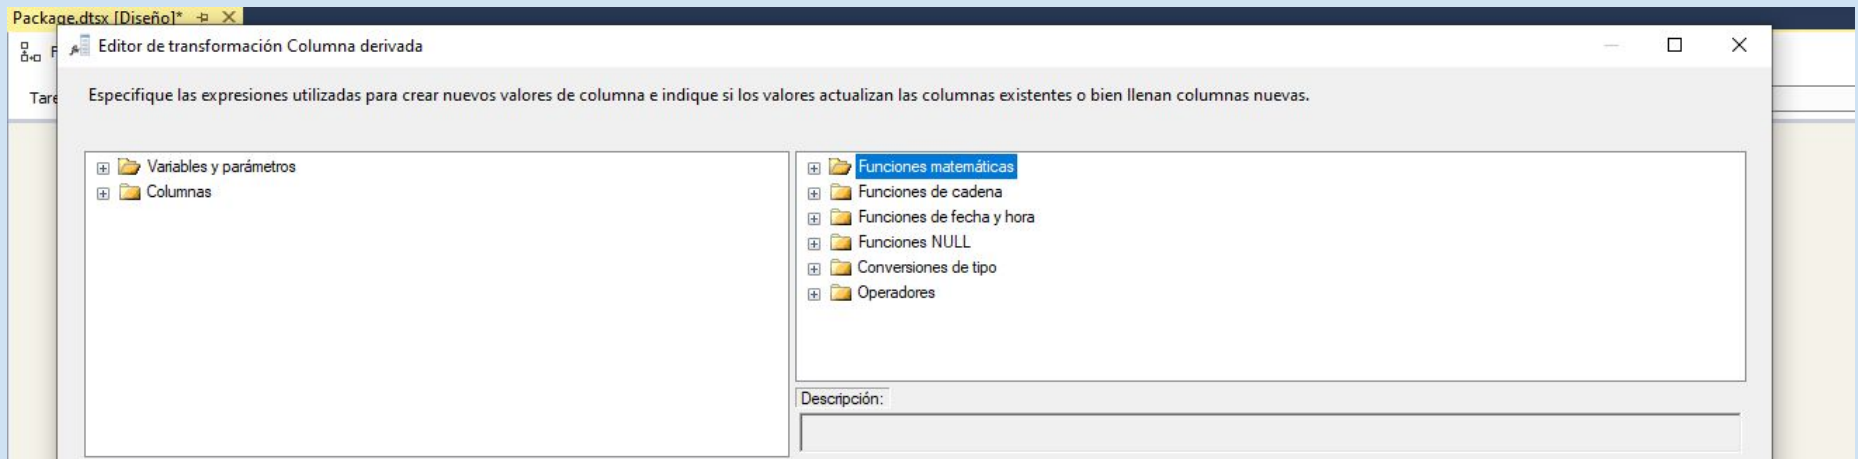 Package.dtsx [Diseño]*
Editor de transformación Columna derivada
Tare
Especifique las expresiones utilizadas para crear nuevos valores de columna e indique si los valores actualizan las columnas existentes o bien llenan columnas nuevas.
Variables y parámetros
Columnas
Funciones matemáticas
Funciones de cadena
Funciones de fecha y hora
Funciones NULL
Conversiones de tipo
Operadores
Descripción: